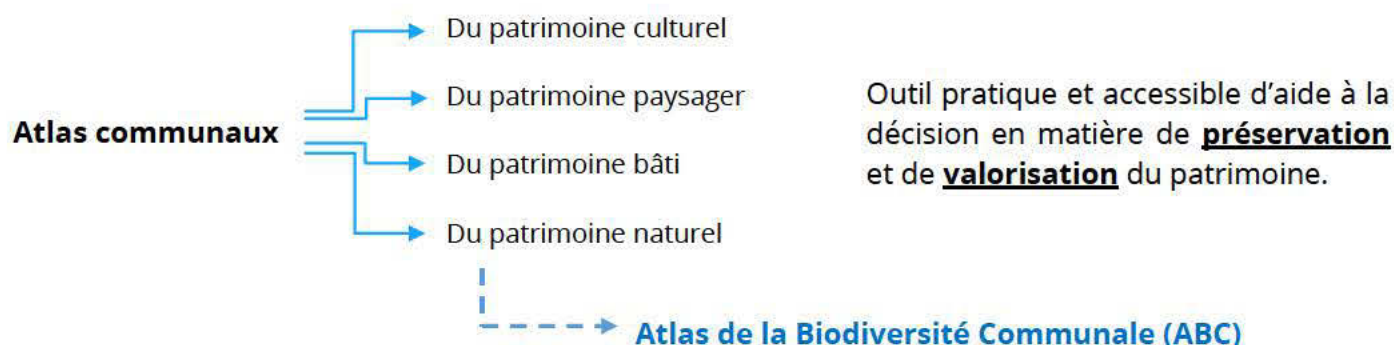 Du patrimoine culturel
Du patrimoine paysager
Atlas communaux
Du patrimoine bâti
Du patrimoine naturel
Outil pratique et accessible d'aide à la
décision en matière de préservation
et de valorisation du patrimoine.
Atlas de la Biodiversité Communale (ABC)